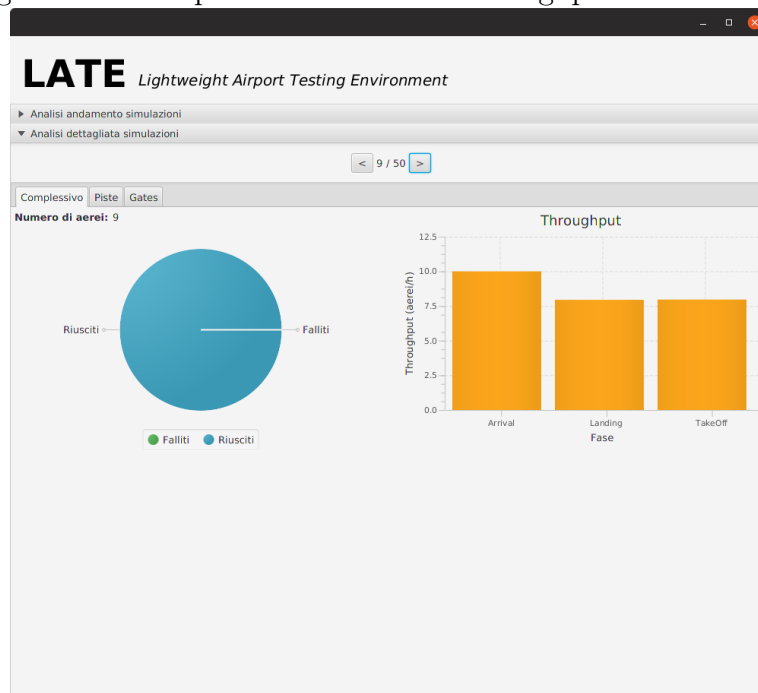 LATE Lightweight Airport Testing Environment
Analisi andamento simulazioni
Analisi dettagliata simulazioni
< 9 / 50 >
Complessivo Piste Gates
Numero di aerei: 9
Riusciti
Falliti
Falliti Riusciti
Throughput
Throughput (aerei/h)
12.5
10.0
7.5
5.0
2.5
0.0
Arrival Landing TakeOff
Fase